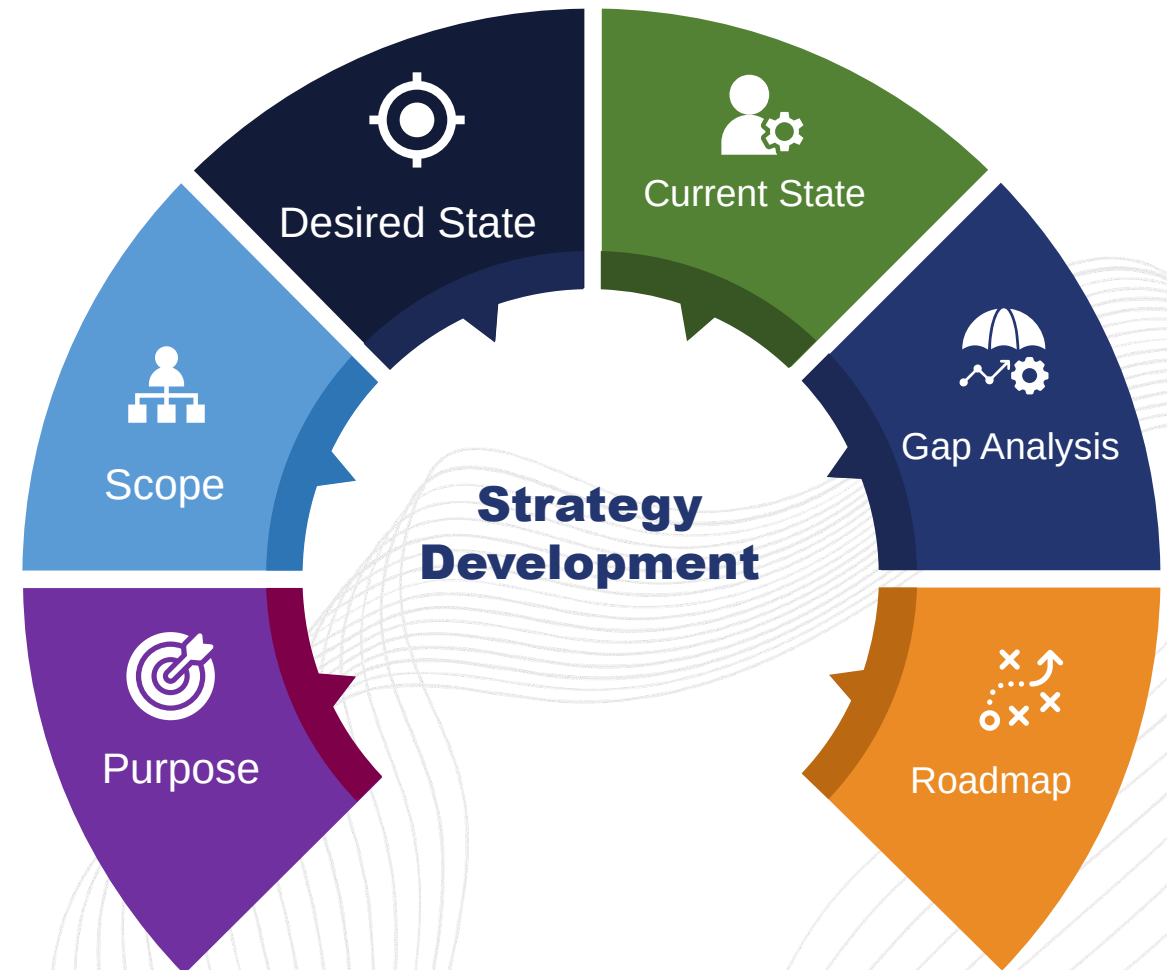 Desired State
Current State
Scope
Gap Analysis
Strategy
Development
Purpose
Roadmap